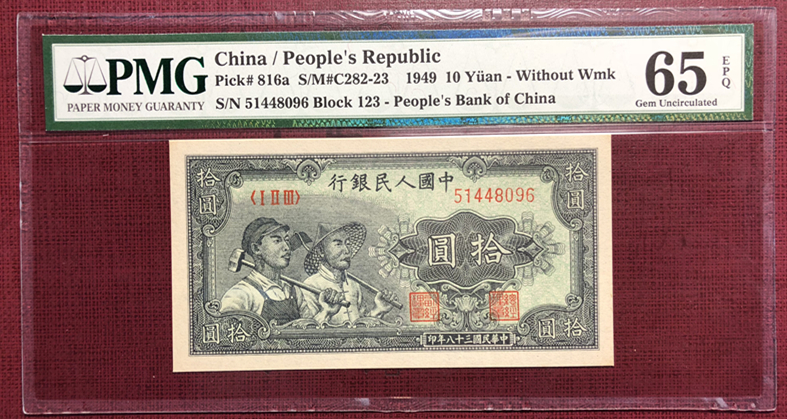 PMG
PAPER MONEY GUARANTY
China / People's Republic
Pick# 816a S/M#C282-23 1949 10 Yüan - Without Wmk
S/N 51448096 Block 123 - People's Bank of China
65
EPQ
Gem Uncirculated
行銀民人國中
〈I II III〉
51448096
拾圓
圓拾
圓拾
拾圓
圓拾
印年八十三國民華中